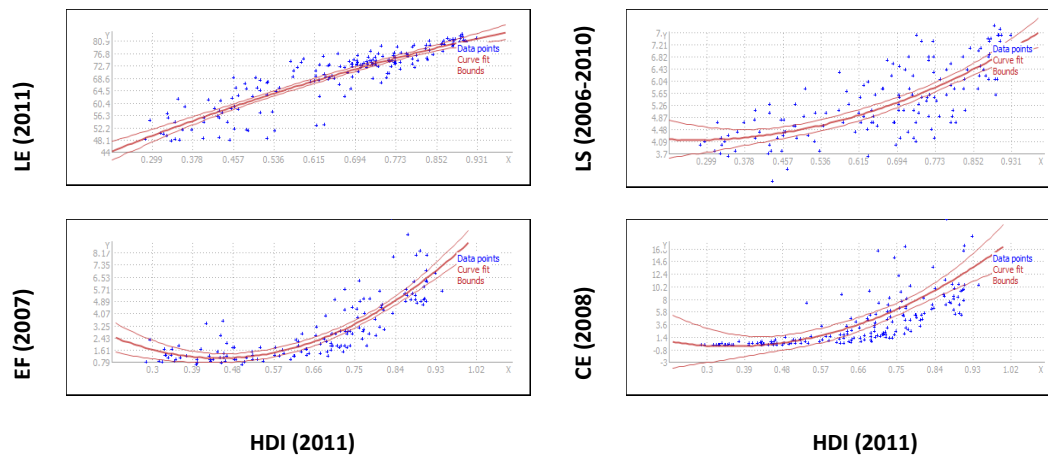 LE (2011)
Y
80.9
76.8
72.7
68.6
64.5
60.4
56.3
52.2
48.1
44
0.299 0.378 0.457 0.536 0.615 0.694 0.773 0.852 0.931 X
Data points
Curve fit
Bounds
LS (2006-2010)
7.Y
7.21
6.82
6.43
6.04
5.65
5.26
4.87
4.48
4.09
3.7
0.299 0.378 0.457 0.536 0.615 0.694 0.773 0.852 0.931 X
Data points
Curve fit
Bounds
EF (2007)
Y
8.17
7.35
6.53
5.71
4.89
4.07
3.25
2.43
1.61
0.79
0.3 0.39 0.48 0.57 0.66 0.75 0.84 0.93 1.02 X
Data points
Curve fit
Bounds
CE (2008)
Y
14.6
12.4
10.2
8
5.8
3.6
1.4
-0.8
-3
0.3 0.39 0.48 0.57 0.66 0.75 0.84 0.93 1.02 X
Data points
Curve fit
Bounds
HDI (2011) HDI (2011)